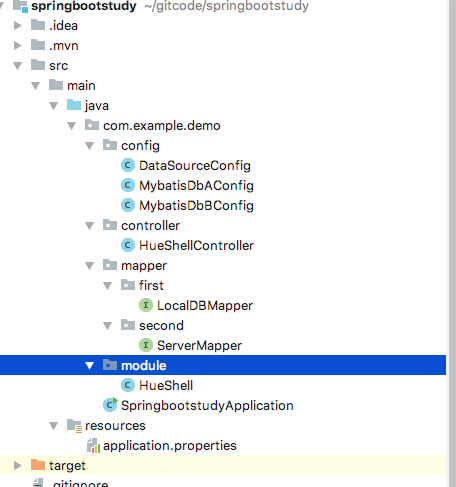 springbootstudy ~/gitcode/springbootstudy
.idea
.mvn
src
main
java
com.example.demo
config
C DataSourceConfig
C MybatisDbAConfig
C MybatisDbBConfig
controller
C HueShellController
mapper
first
I LocalDBMapper
second
I ServerMapper
module
C HueShell
C SpringbootstudyApplication
resources
application.properties
target
.gitignore